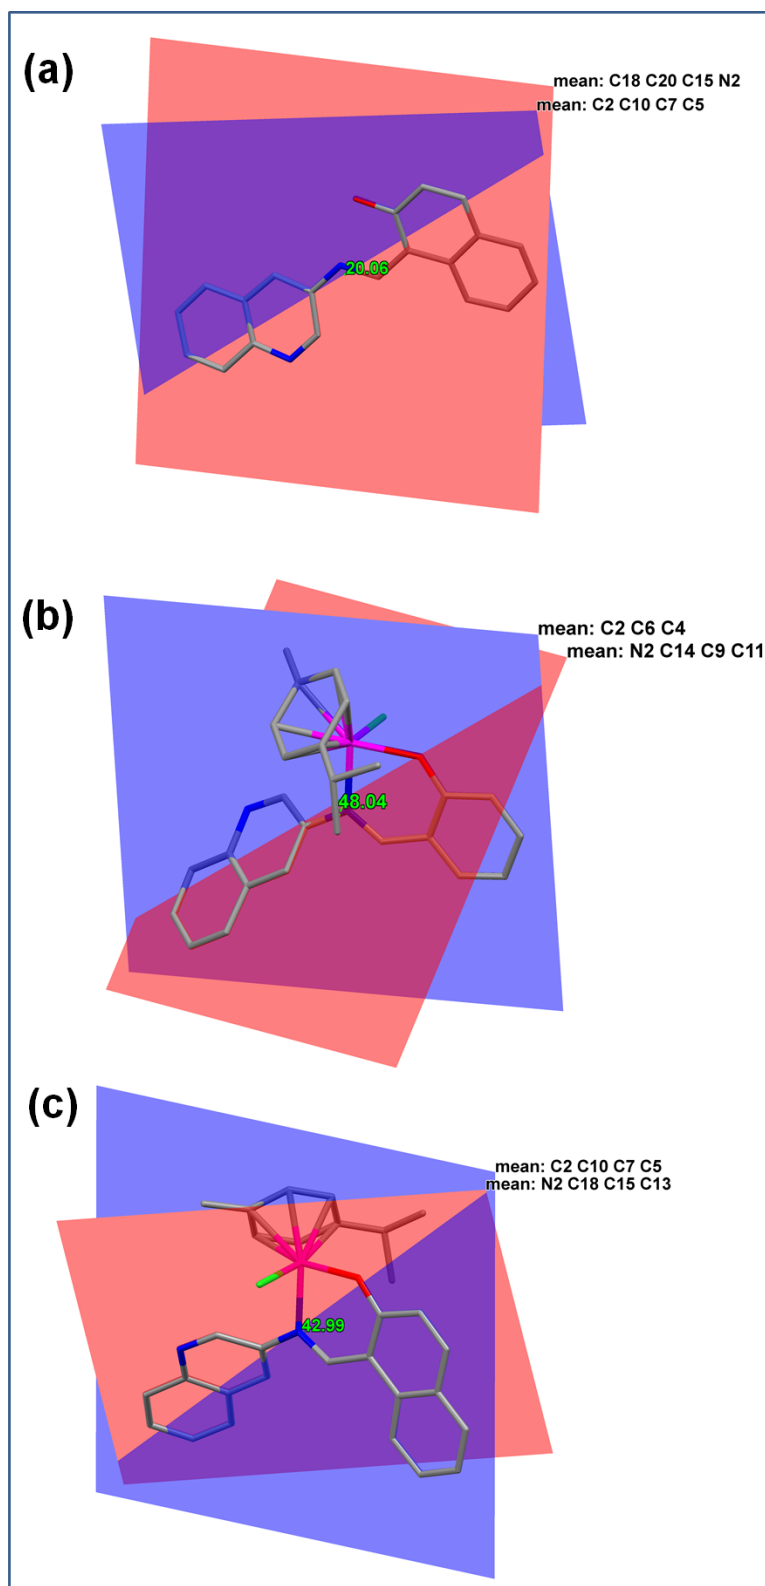 (a)
mean: C18 C20 C15 N2
mean: C2 C10 C7 C5
20.06
(b)
mean: C2 C6 C4
mean: N2 C14 C9 C11
48.04
(c)
mean: C2 C10 C7 C5
mean: N2 C18 C15 C13
42.99